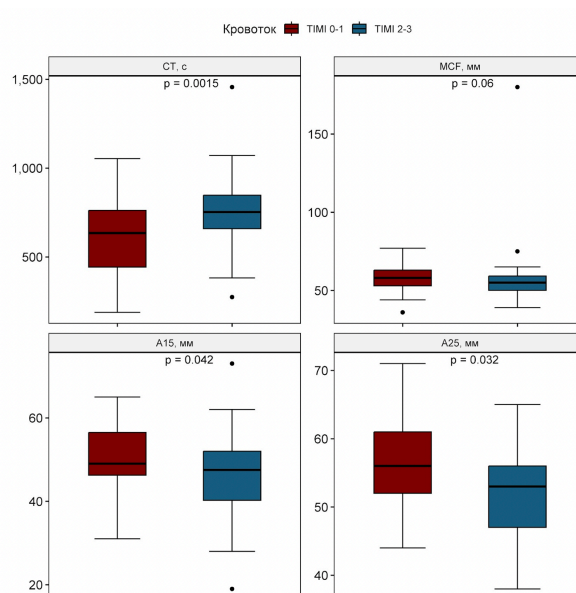 Кровоток TIMI 0-1 TIMI 2-3
CT, с
MCF, мм
p = 0.0015
p = 0.06
1,500
1,000
500
150
100
50
A15, мм
A25, мм
p = 0.042
p = 0.032
60
40
20
70
60
50
40